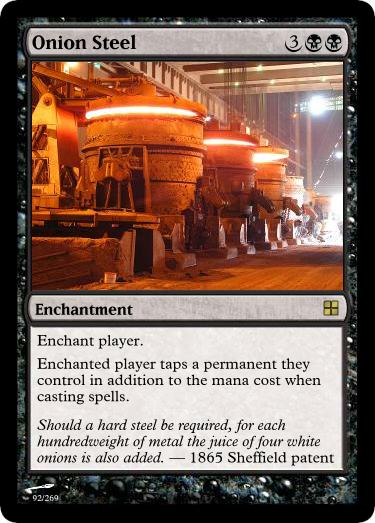 Onion Steel 3
Enchantment
Enchant player.
Enchanted player taps a permanent they
control in addition to the mana cost when
casting spells.
Should a hard steel be required, for each
hundredweight of metal the juice of four white
onions is also added. — 1865 Sheffield patent
92/269